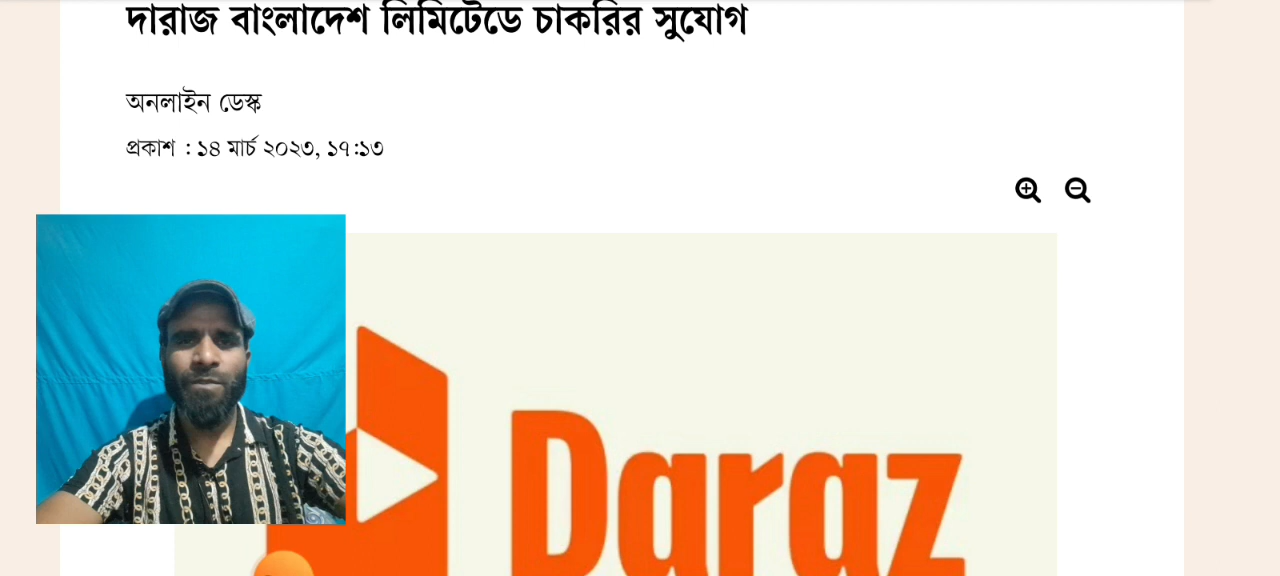 দারাজ বাংলাদেশ লিমিটেডে চাকরির সুযোগ
অনলাইন ডেস্ক
প্রকাশ : ১৪ মার্চ ২০২৩, ১৭:১৩
Daraz